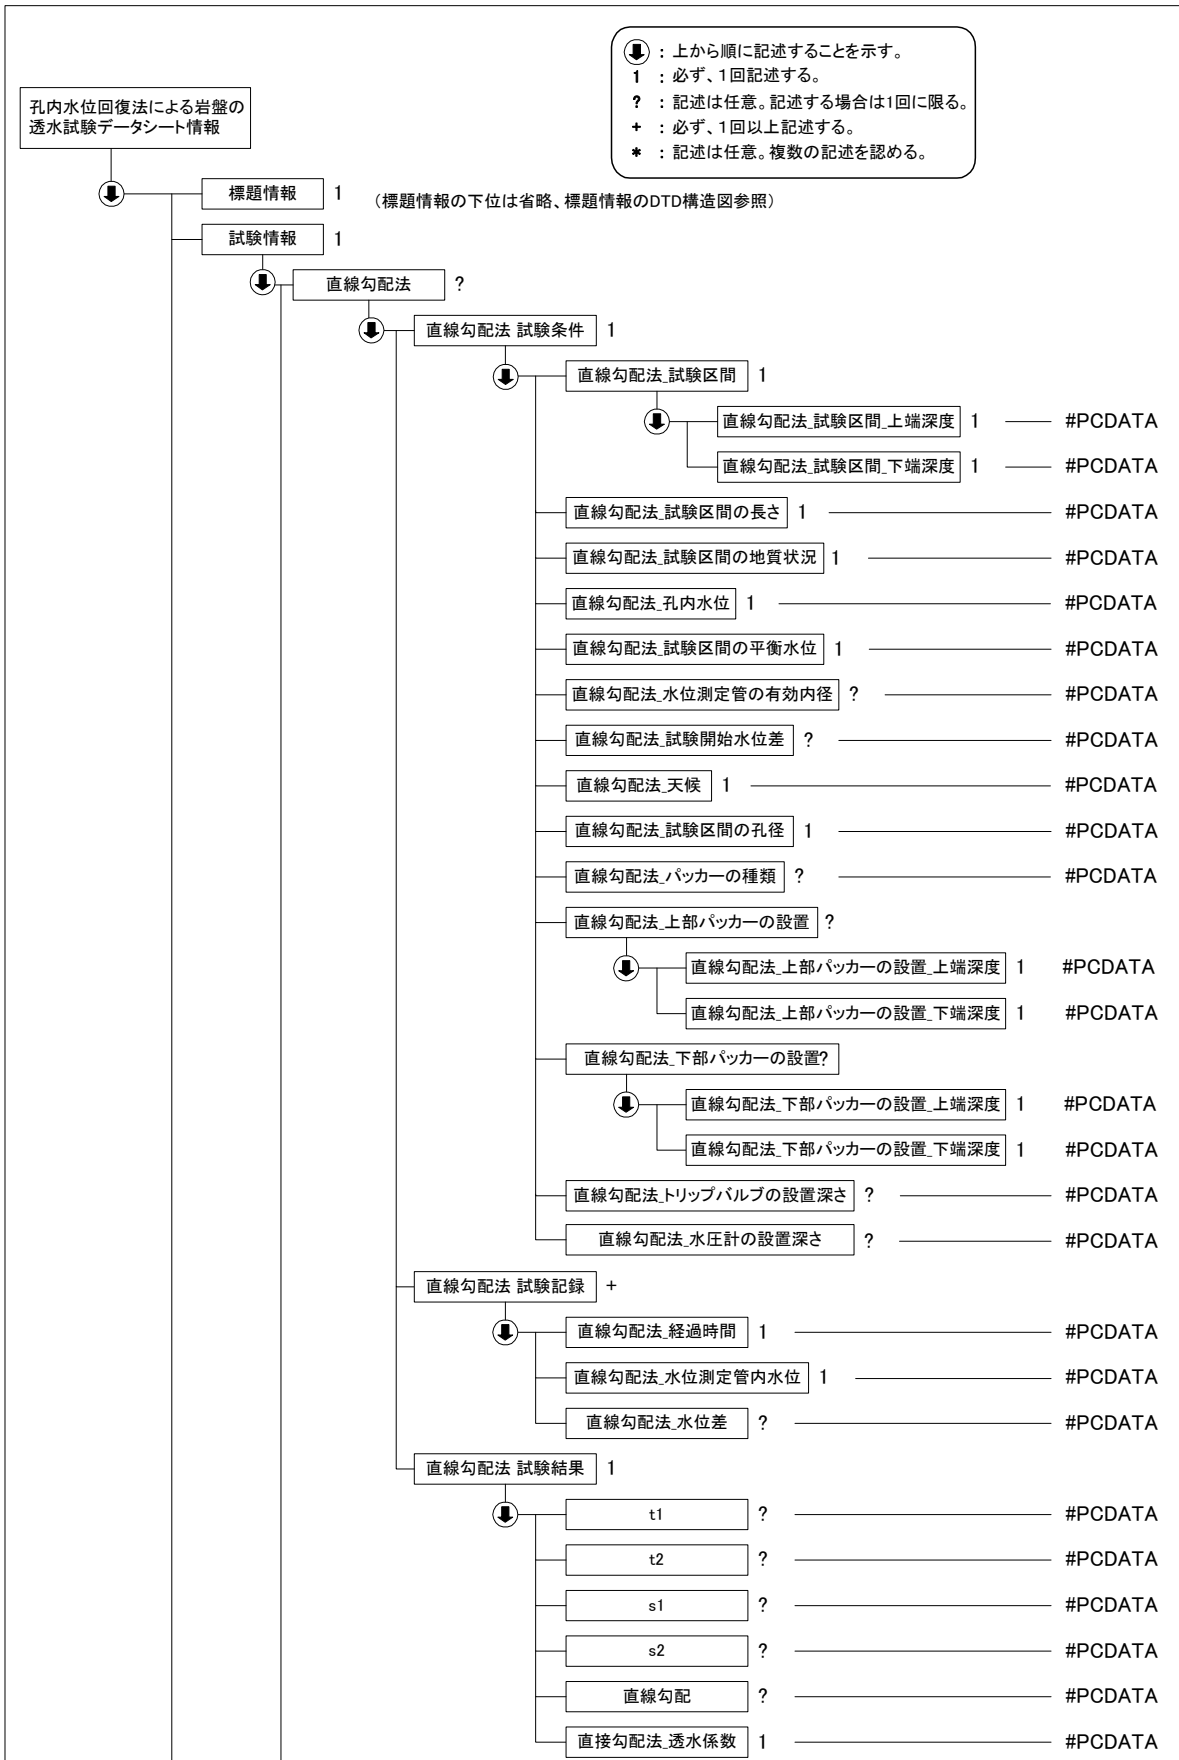 : 上から順に記述することを示す。
1 : 必ず、1回記述する。
? : 記述は任意。記述する場合は1回に限る。
+ : 必ず、1回以上記述する。
* : 記述は任意。複数の記述を認める。
孔内水位回復法による岩盤の
透水試験データシート情報
標題情報 1 (標題情報の下位は省略、標題情報のDTD構造図参照)
試験情報 1
直線勾配法 ?
直線勾配法 試験条件 1
直線勾配法_試験区間 1
直線勾配法_試験区間_上端深度 1 #PCDATA
直線勾配法_試験区間_下端深度 1 #PCDATA
直線勾配法_試験区間の長さ 1 #PCDATA
直線勾配法_試験区間の地質状況 1 #PCDATA
直線勾配法_孔内水位 1 #PCDATA
直線勾配法_試験区間の平衡水位 1 #PCDATA
直線勾配法_水位測定管の有効内径 ? #PCDATA
直線勾配法_試験開始水位差 ? #PCDATA
直線勾配法_天候 1 #PCDATA
直線勾配法_試験区間の孔径 1 #PCDATA
直線勾配法_パッカーの種類 ? #PCDATA
直線勾配法_上部パッカーの設置 ?
直線勾配法_上部パッカーの設置_上端深度 1 #PCDATA
直線勾配法_上部パッカーの設置_下端深度 1 #PCDATA
直線勾配法_下部パッカーの設置?
直線勾配法_下部パッカーの設置_上端深度 1 #PCDATA
直線勾配法_下部パッカーの設置_下端深度 1 #PCDATA
直線勾配法_トリップバルブの設置深さ ? #PCDATA
直線勾配法_水圧計の設置深さ ? #PCDATA
直線勾配法 試験記録 +
直線勾配法_経過時間 1 #PCDATA
直線勾配法_水位測定管内水位 1 #PCDATA
直線勾配法_水位差 ? #PCDATA
直線勾配法 試験結果 1
t1 ? #PCDATA
t2 ? #PCDATA
s1 ? #PCDATA
s2 ? #PCDATA
直線勾配 ? #PCDATA
直接勾配法_透水係数 1 #PCDATA